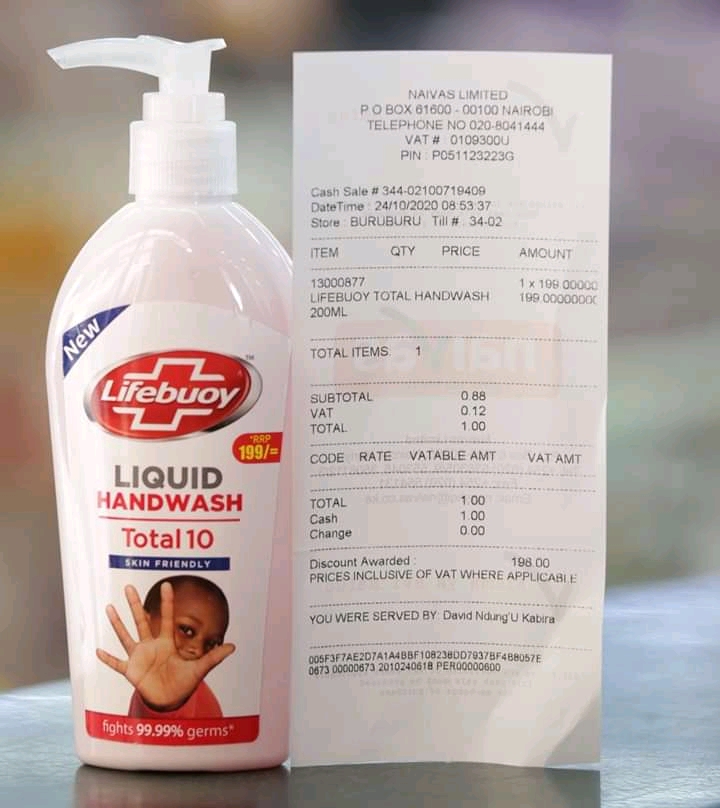 New
Lifebuoy
™
*RRP
199/=
LIQUID
HANDWASH
Total 10
SKIN FRIENDLY
fights 99.99% germs*
NAIVAS LIMITED
P O BOX 61600 - 00100 NAIROBI
TELEPHONE NO 020-8041444
VAT # : 0109300U
PIN : P051123223G
Cash Sale # 344-02100719409
DateTime : 24/10/2020 08:53:37
Store : BURUBURU Till # : 34-02
ITEM QTY PRICE AMOUNT
13000877 1 x 199.00000
LIFEBUOY TOTAL HANDWASH 199.00000000
200ML
TOTAL ITEMS 1
SUBTOTAL 0.88
VAT 0.12
TOTAL 1.00
CODE RATE VATABLE AMT VAT AMT
TOTAL 1.00
Cash 1.00
Change 0.00
Discount Awarded : 198.00
PRICES INCLUSIVE OF VAT WHERE APPLICABLE
YOU WERE SERVED BY: David Ndung'U Kabira
005F3F7AE2D7A1A4BBF108238DD7937BF4B8057E
0673 00000673 2010240618 PER00000600